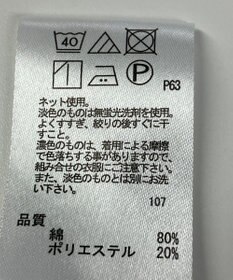 40
P P63
ネット使用。
淡色のものは無蛍光洗剤を使用。
よくすすぎ、絞りの後すぐに干
すこと。
濃色のものは、着用による摩擦
で色落ちする事がありますので、
組み合せの衣服にご注意下さい。
また、淡色のものとは別にお洗
い下さい。
107
品質
綿 80%
ポリエステル 20%